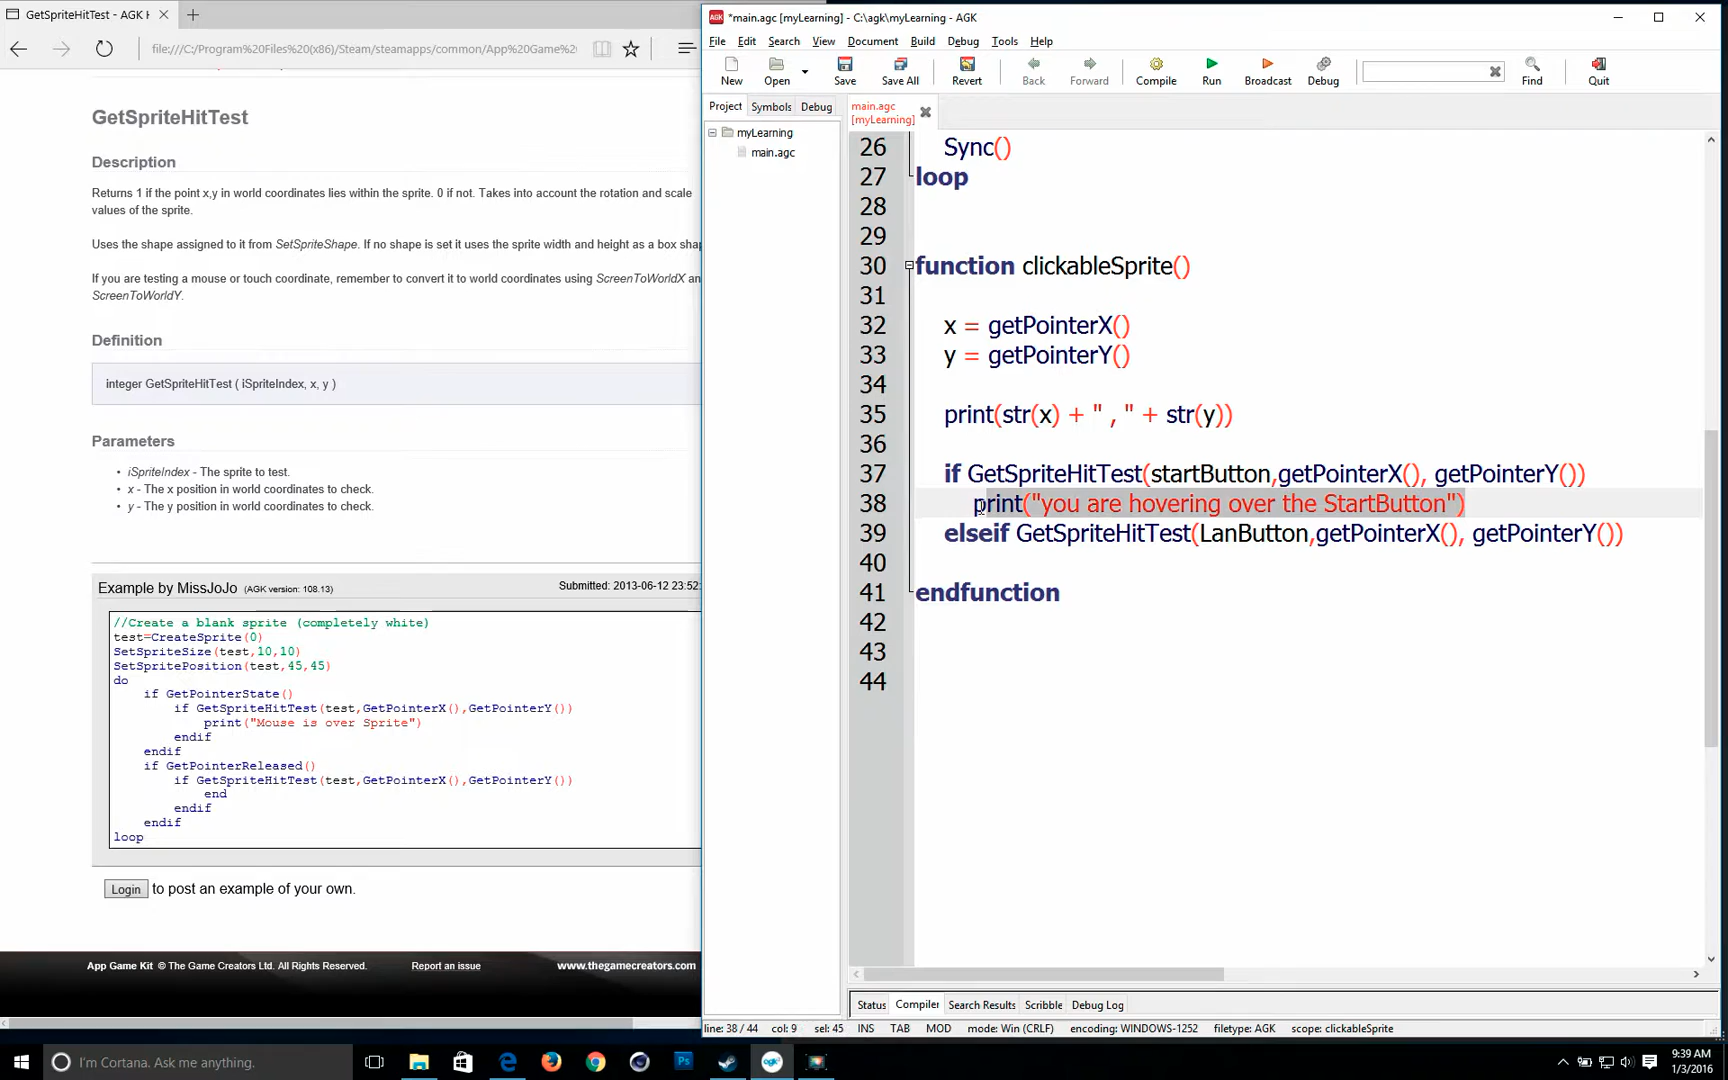 GetSpriteHitTest - AGK H
*main.agc [myLearning] - C:\agk\myLearning - AGK
file:///C:/Program%20Files%20(x86)/Steam/steamapps/common/App%20Game%
File Edit Search View Document Build Debug Tools Help
New Open Save Save All Revert Back Forward Compile Run Broadcast Debug Find Quit
Project Symbols Debug
main.agc
[myLearning]
myLearning
main.agc
GetSpriteHitTest
Description
Returns 1 if the point x,y in world coordinates lies within the sprite. 0 if not. Takes into account the rotation and scale
values of the sprite.
Uses the shape assigned to it from SetSpriteShape. If no shape is set it uses the sprite width and height as a box shap
If you are testing a mouse or touch coordinate, remember to convert it to world coordinates using ScreenToWorldX an
ScreenToWorldY.
Definition
integer GetSpriteHitTest ( iSpriteIndex, x, y )
Parameters
• iSpriteIndex - The sprite to test.
• x - The x position in world coordinates to check.
• y - The y position in world coordinates to check.
Example by MissJoJo (AGK version: 108.13) Submitted: 2013-06-12 23:52:
//Create a blank sprite (completely white)
test=CreateSprite(0)
SetSpriteSize(test,10,10)
SetSpritePosition(test,45,45)
do
if GetPointerState()
if GetSpriteHitTest(test,GetPointerX(),GetPointerY())
print("Mouse is over Sprite")
endif
endif
if GetPointerReleased()
if GetSpriteHitTest(test,GetPointerX(),GetPointerY())
end
endif
endif
loop
Login to post an example of your own.
App Game Kit © The Game Creators Ltd. All Rights Reserved. Report an issue www.thegamecreators.com
26 Sync()
27 loop
28
29
30 function clickableSprite()
31
32 x = getPointerX()
33 y = getPointerY()
34
35 print(str(x) + " , " + str(y))
36
37 if GetSpriteHitTest(startButton,getPointerX(), getPointerY())
38 print("you are hovering over the StartButton")
39 elseif GetSpriteHitTest(LanButton,getPointerX(), getPointerY())
40
41 endfunction
42
43
44
Status Compiler Search Results Scribble Debug Log
line: 38 / 44 col: 9 sel: 45 INS TAB MOD mode: Win (CRLF) encoding: WINDOWS-1252 filetype: AGK scope: clickableSprite
I'm Cortana. Ask me anything.
9:39 AM
1/3/2016